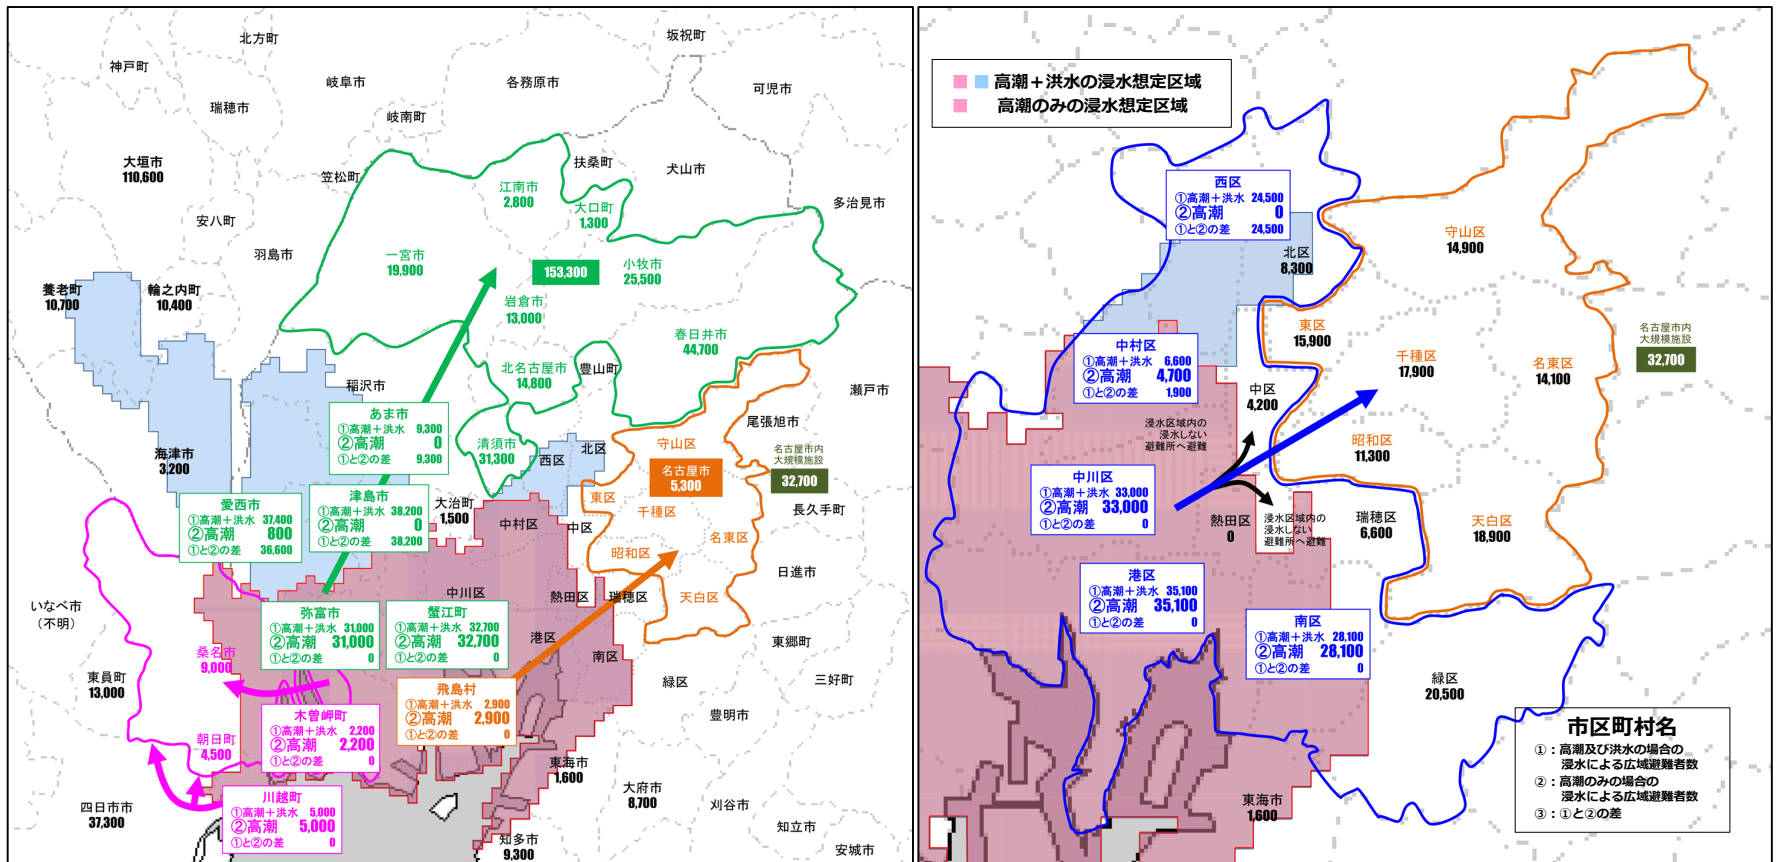 北方町
坂祝町
神戸町
岐阜市
各務原市
可児市
瑞穂市
岐南町
大垣市
110,600
笠松町
扶桑町
犬山市
江南市
2,800
大口町
1,300
多治見市
安八町
羽島市
一宮市
19,900
153,300
小牧市
25,500
養老町
10,700
輪之内町
10,400
岩倉市
13,000
春日井市
44,700
北名古屋市
14,800
豊山町
稲沢市
瀬戸市
あま市
①高潮+洪水 9,300
②高潮 0
①と②の差 9,300
尾張旭市
清須市
31,300
守山区
北区
西区
海津市
3,200
名古屋市
5,300
名古屋市内
大規模施設
32,700
愛西市
①高潮+洪水 37,400
②高潮 800
①と②の差 36,600
津島市
①高潮+洪水 38,200
②高潮 0
①と②の差 38,200
大治町
1,500
東区
千種区
長久手町
中村区
中区
昭和区
名東区
日進市
いなべ市
(不明)
中川区
熱田区
瑞穂区
天白区
弥富市
①高潮+洪水 31,000
②高潮 31,000
①と②の差 0
蟹江町
①高潮+洪水 32,700
②高潮 32,700
①と②の差 0
港区
南区
東郷町
桑名市
9,000
東員町
13,000
緑区
三好町
飛島村
①高潮+洪水 2,900
②高潮 2,900
①と②の差 0
豊明市
木曽岬町
①高潮+洪水 2,200
②高潮 2,200
①と②の差 0
朝日町
4,500
東海市
1,600
大府市
8,700
刈谷市
川越町
①高潮+洪水 5,000
②高潮 5,000
①と②の差 0
四日市市
37,300
知立市
知多市
9,300
安城市
高潮+洪水の浸水想定区域
高潮のみの浸水想定区域
西区
①高潮+洪水 24,500
②高潮 0
①と②の差 24,500
守山区
14,900
北区
8,300
東区
15,900
名古屋市内
大規模施設
32,700
中村区
①高潮+洪水 6,600
②高潮 4,700
①と②の差 1,900
千種区
17,900
名東区
14,100
中区
4,200
浸水区域内の
浸水しない
避難所へ避難
昭和区
11,300
中川区
①高潮+洪水 33,000
②高潮 33,000
①と②の差 0
熱田区
0
浸水区域内の
浸水しない
避難所へ避難
瑞穂区
6,600
天白区
18,900
港区
①高潮+洪水 35,100
②高潮 35,100
①と②の差 0
南区
①高潮+洪水 28,100
②高潮 28,100
①と②の差 0
緑区
20,500
東海市
1,600
市区町村名
①:高潮及び洪水の場合の
浸水による広域避難者数
②:高潮のみの場合の
浸水による広域避難者数
③:①と②の差